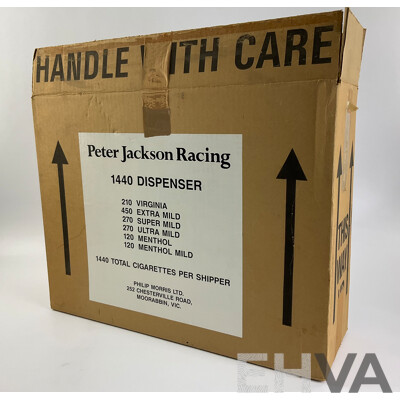 HANDLE WITH CARE
Peter Jackson Racing
1440 DISPENSER
210 VIRGINIA
450 EXTRA MILD
270 SUPER MILD
270 ULTRA MILD
120 MENTHOL
120 MENTHOL MILD
1440 TOTAL CIGARETTES PER SHIPPER
PHILIP MORRIS LTD.
252 CHESTERVILLE ROAD,
MOORABBIN, VIC.
THIS
WAY
EHVA